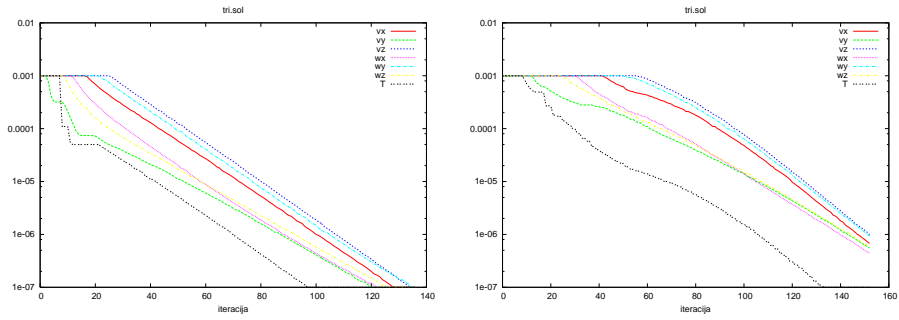 tri.sol
0.01
0.001
0.0001
1e-05
1e-06
1e-07
0 20 40 60 80 100 120 140
iteracija
vx
vy
vz
wx
wy
wz
T
tri.sol
0.01
0.001
0.0001
1e-05
1e-06
1e-07
0 20 40 60 80 100 120 140 160
iteracija
vx
vy
vz
wx
wy
wz
T